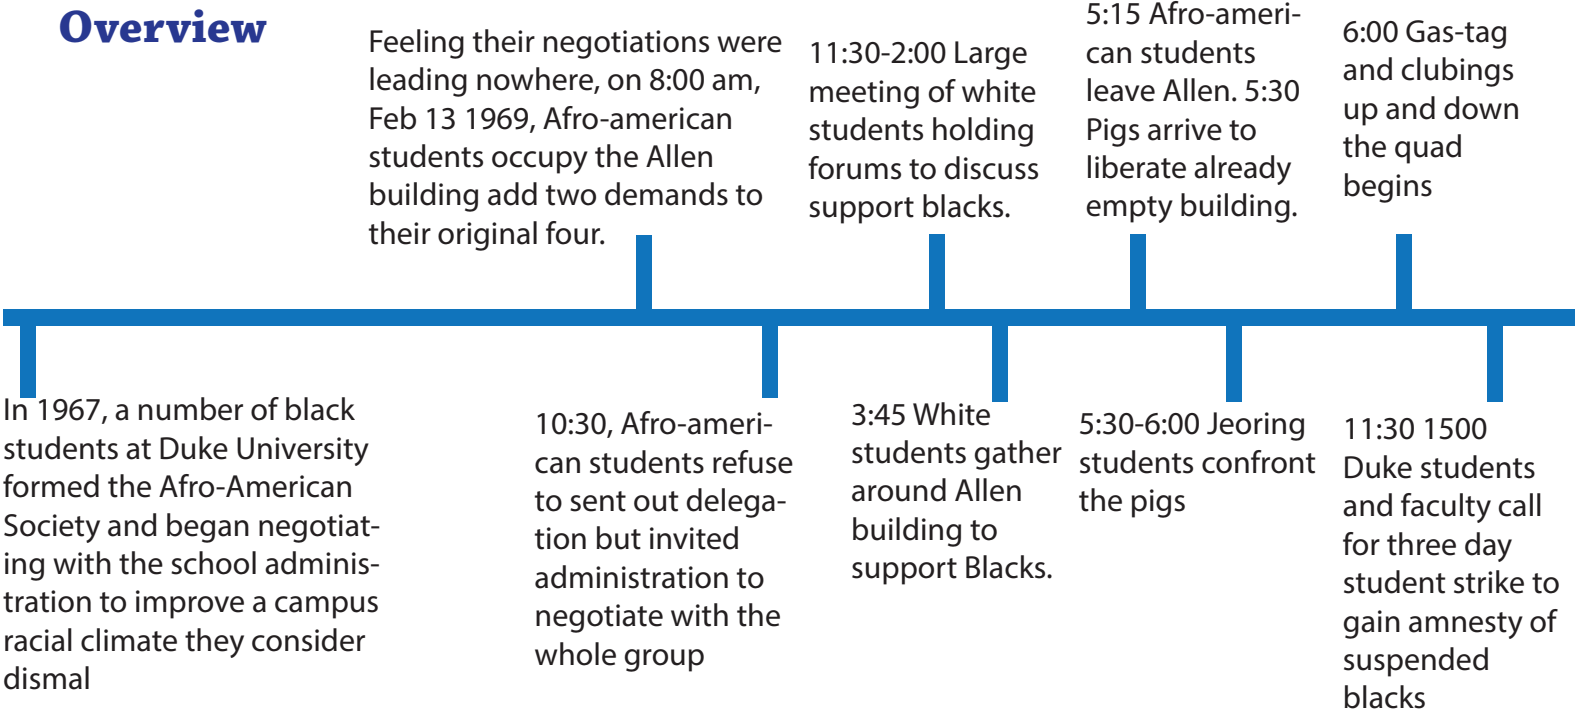 Overview
In 1967, a number of black
students at Duke University
formed the Afro-American
Society and began negotiat-
ing with the school adminis-
tration to improve a campus
racial climate they consider
dismal
Feeling their negotiations were
leading nowhere, on 8:00 am,
Feb 13 1969, Afro-american
students occupy the Allen
building add two demands to
their original four.
10:30, Afro-ameri-
can students refuse
to sent out delega-
tion but invited
administration to
negotiate with the
whole group
11:30-2:00 Large
meeting of white
students holding
forums to discuss
support blacks.
3:45 White
students gather
around Allen
building to
support Blacks.
5:15 Afro-ameri-
can students
leave Allen. 5:30
Pigs arrive to
liberate already
empty building.
5:30-6:00 Jeoring
students confront
the pigs
6:00 Gas-tag
and clubings
up and down
the quad
begins
11:30 1500
Duke students
and faculty call
for three day
student strike to
gain amnesty of
suspended
blacks